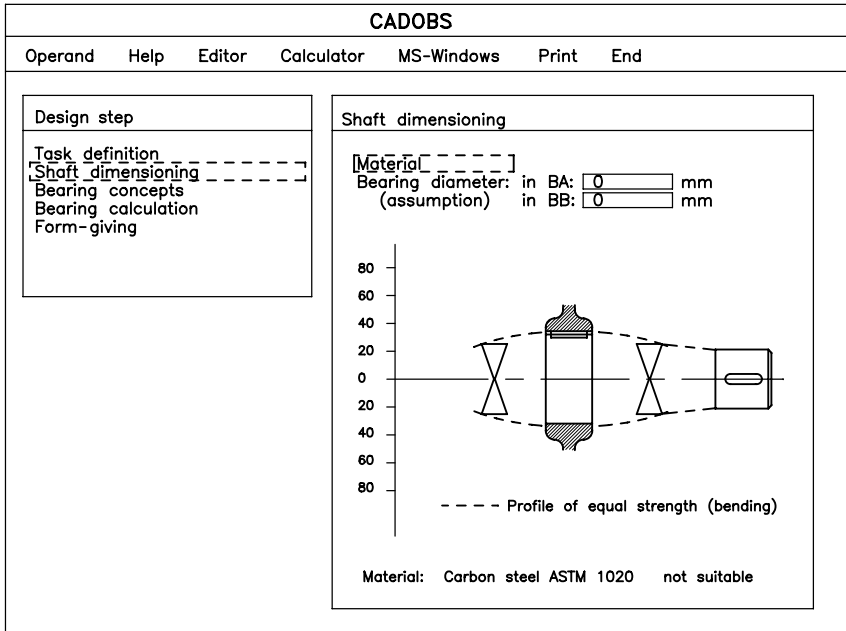 CADOBS
Operand Help Editor Calculator MS-Windows Print End
Design step
Task definition
Shaft dimensioning
Bearing concepts
Bearing calculation
Form-giving
Shaft dimensioning
Material
Bearing diameter: in BA: 0 mm
(assumption) in BB: 0 mm
80
60
40
20
0
20
40
60
80
Profile of equal strength (bending)
Material: Carbon steel ASTM 1020 not suitable